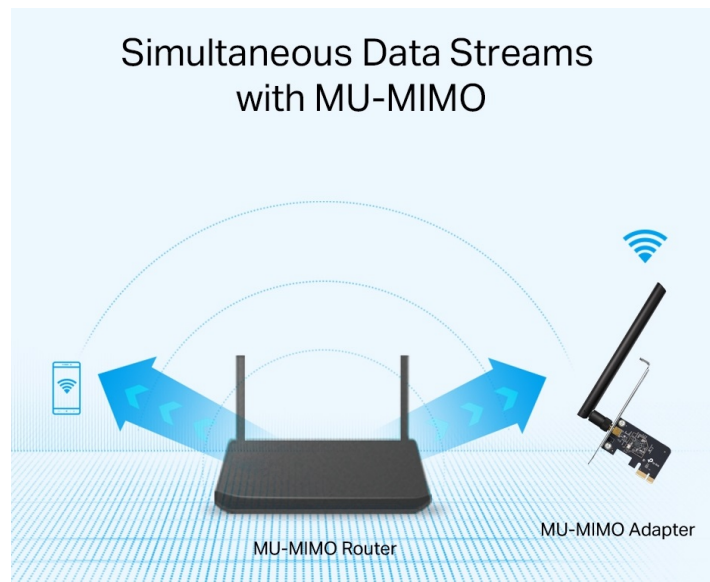 Simultaneous Data Streams
with MU-MIMO
MU-MIMO Adapter
MU-MIMO Router